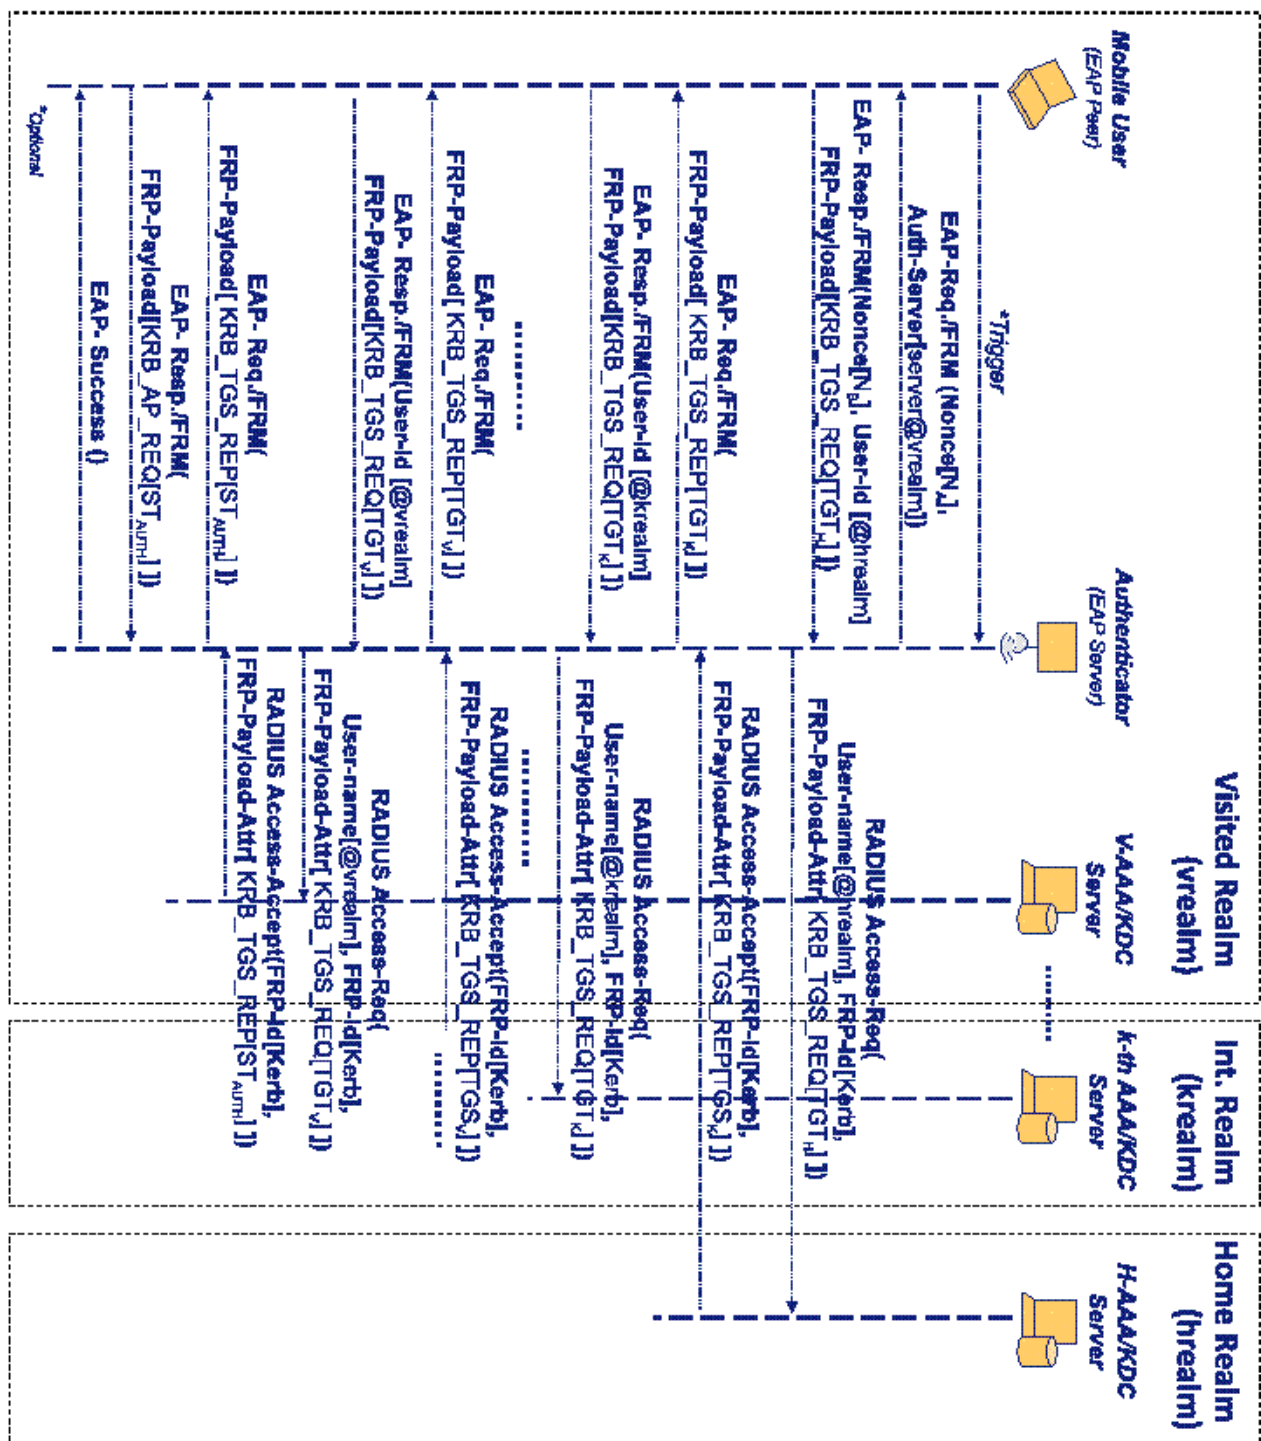 Visited Realm
(vrealm)
Int. Realm
(krealm)
Home Realm
(hrealm)
Mobile User
(EAP Peer)
Authenticator
(EAP Server)
V-AAA/KDC
Server
........
k-th AAA/KDC
Server
H-AAA/KDC
Server
*Trigger
EAP-Req./FRM (Nonce[N
],
Auth-Server[server@vrealm])
EAP- Resp./FRM(Nonce[N
], User-Id [@hrealm]
FRP-Payload[KRB_TGS_REQ[TGTH] ])
RADIUS Access-Req(
User-name[@hrealm], FRP-Id[Kerb],
FRP-Payload-Attr[ KRB_TGS_REQ[TGTH] ])
RADIUS Access-Accept(FRP-Id[Kerb],
FRP-Payload-Attr[ KRB_TGS_REP[TGSK] ])
EAP- Req./FRM(
FRP-Payload[ KRB_TGS_REP[TGTK] ])
EAP- Resp./FRM(User-Id [@krealm]
FRP-Payload[KRB_TGS_REQ[TGTK] ])
RADIUS Access-Req(
User-name[@krealm], FRP-Id[Kerb],
FRP-Payload-Attr[ KRB_TGS_REQ[TGTK] ])
........
........
RADIUS Access-Accept(FRP-Id[Kerb],
FRP-Payload-Attr[ KRB_TGS_REP[TGSV] ])
........
EAP- Req./FRM(
FRP-Payload[ KRB_TGS_REP[TGTV] ])
EAP- Resp./FRM(User-Id [@vrealm]
FRP-Payload[KRB_TGS_REQ[TGTV] ])
RADIUS Access-Req(
User-name[@vrealm], FRP-Id[Kerb],
FRP-Payload-Attr[ KRB_TGS_REQ[TGTV] ])
RADIUS Access-Accept(FRP-Id[Kerb],
FRP-Payload-Attr[ KRB_TGS_REP[STAUTH] ])
EAP- Req./FRM(
FRP-Payload[ KRB_TGS_REP[STAUTH] ])
EAP- Resp./FRM(
FRP-Payload[KRB_AP_REQ[STAUTH] ])
EAP- Success ()
*Optional